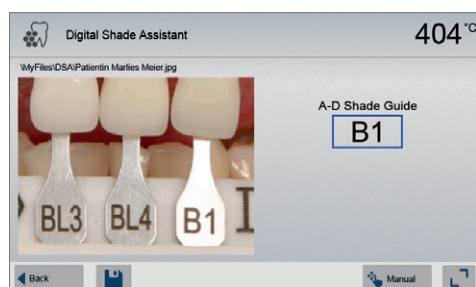 Digital Shade Assistant
404 °C
\MyFiles\DSA\Patientin Marlies Meier.jpg
A-D Shade Guide
B1
BL3 BL4 B1
Back
Manual